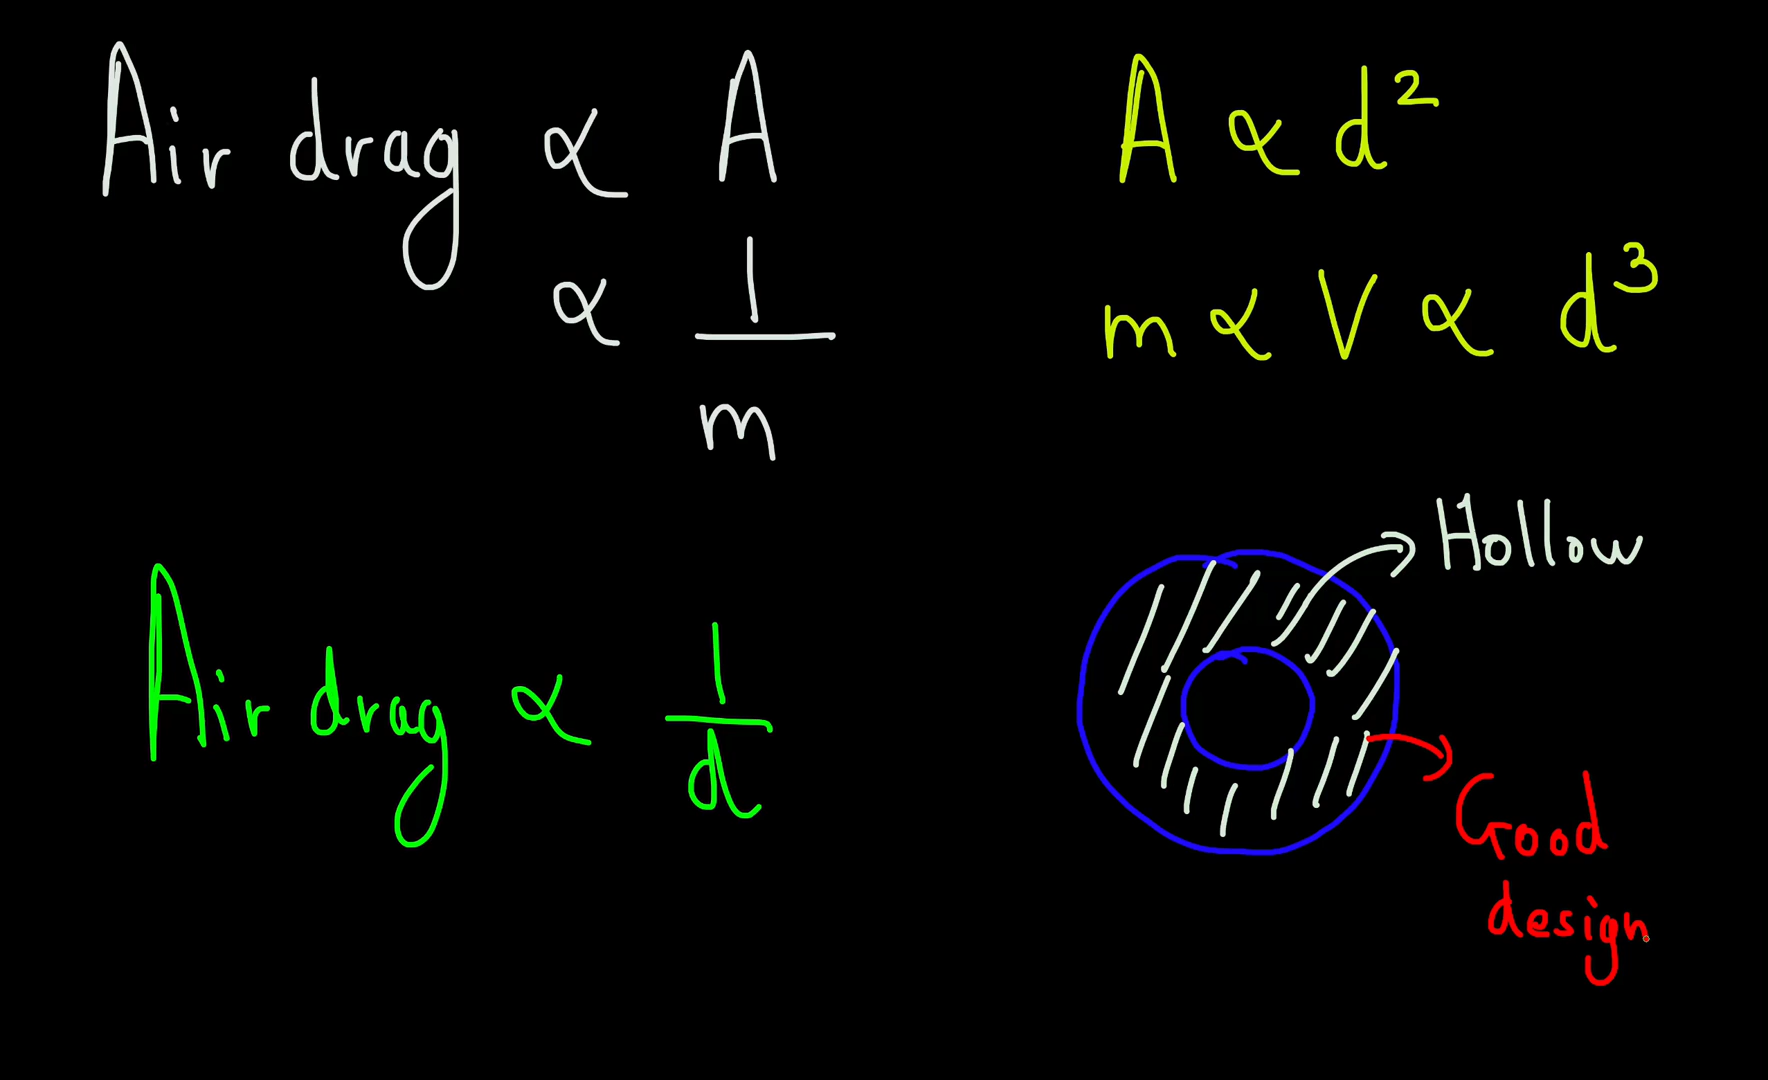 Air drag ∝ A
∝ 1/m
A ∝ d²
m ∝ V ∝ d³
Air drag ∝ 1/d
Hollow
Good
design